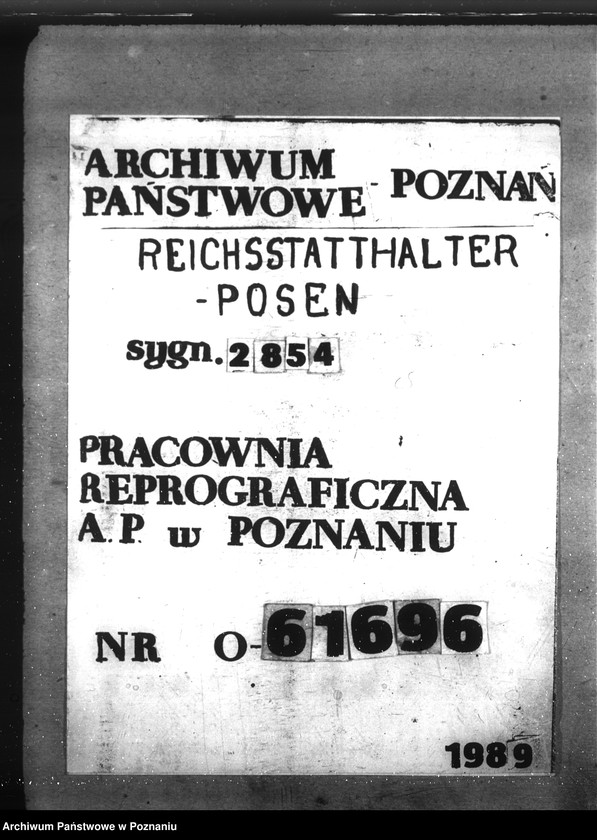 ARCHIWUM
PAŃSTWOWE - POZNAŃ
REICHSSTATTHALTER
-POSEN
sygn. 2854
PRACOWNIA
REPROGRAFICZNA
A.P. w POZNANIU
NR O-61696
1989
Archiwum Państwowe w Poznaniu